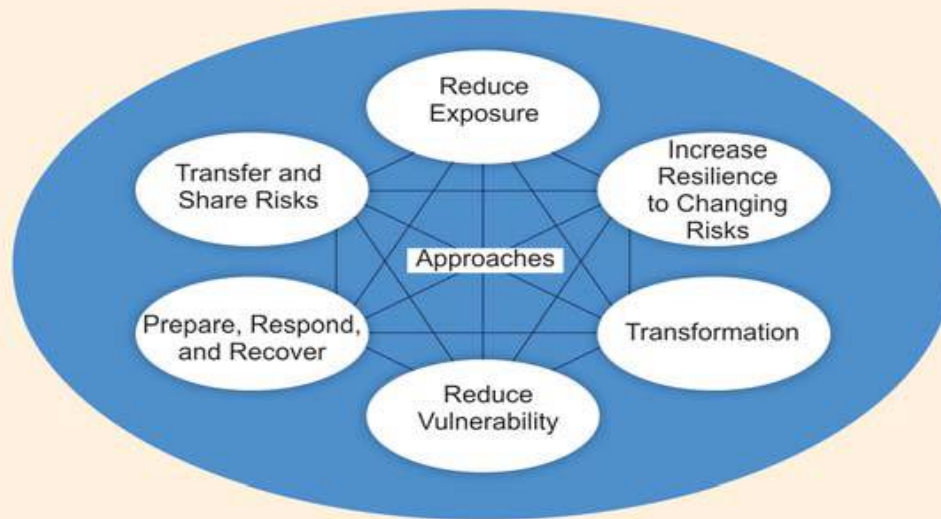 Reduce
Exposure
Transfer and
Share Risks
Increase
Resilience
to Changing
Risks
Approaches
Prepare, Respond,
and Recover
Transformation
Reduce
Vulnerability